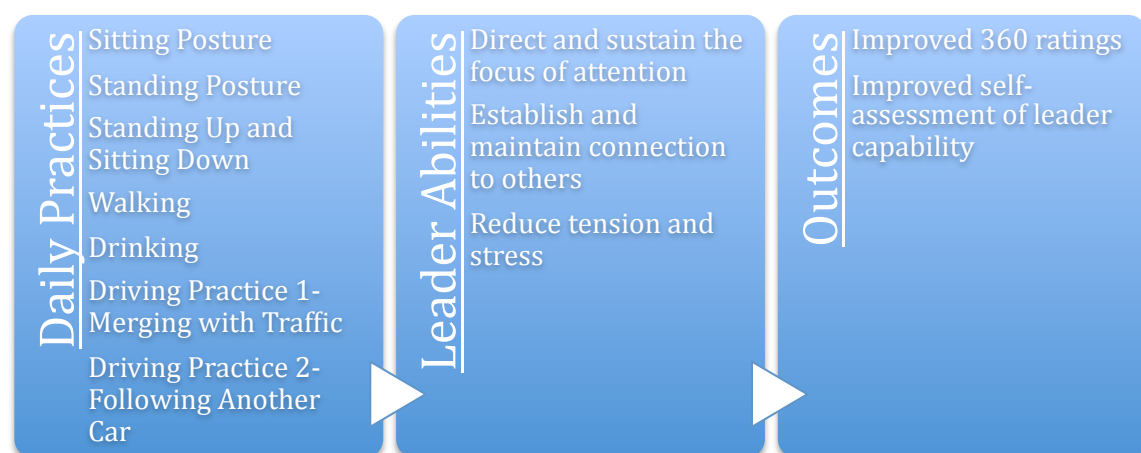 Daily Practices
Sitting Posture
Standing Posture
Standing Up and
Sitting Down
Walking
Drinking
Driving Practice 1-
Merging with Traffic
Driving Practice 2-
Following Another
Car
Leader Abilities
Direct and sustain the
focus of attention
Establish and
maintain connection
to others
Reduce tension and
stress
Outcomes
Improved 360 ratings
Improved self-
assessment of leader
capability